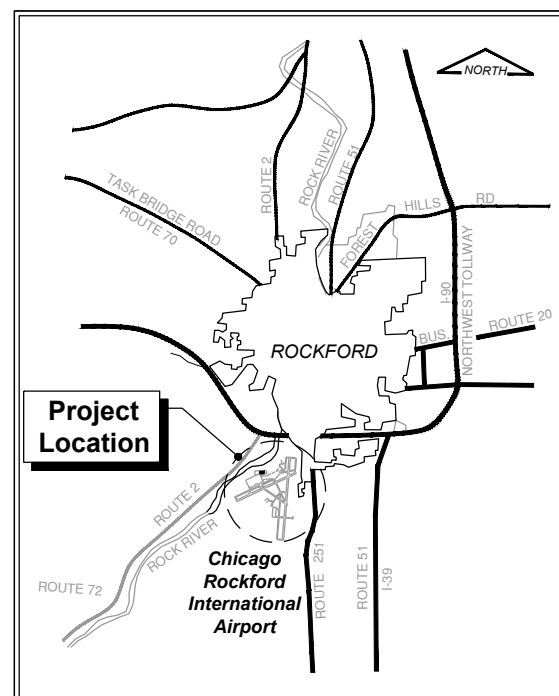 NORTH
ROUTE 2
ROCK RIVER
ROUTE 51
TASK BRIDGE ROAD
ROUTE 70
FOREST
HILLS
RD
NORTHWEST TOLLWAY
I-90
BUS.
ROUTE 20
ROCKFORD
Project
Location
ROUTE 2
ROCK RIVER
ROUTE 72
Chicago
Rockford
International
Airport
ROUTE 251
ROUTE 51
I-39